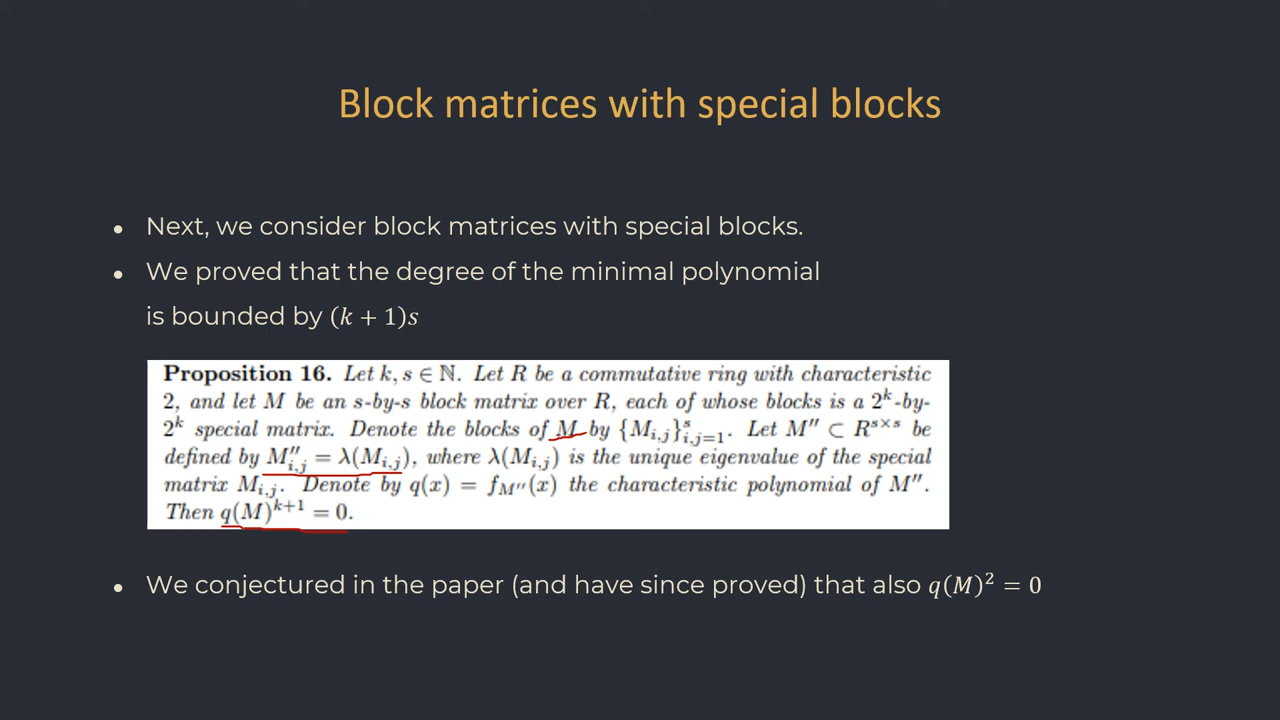 Block matrices with special blocks
• Next, we consider block matrices with special blocks.
• We proved that the degree of the minimal polynomial
is bounded by (k + 1)s
Proposition 16. Let k, s ∈ ℕ. Let R be a commutative ring with characteristic
2, and let M be an s-by-s block matrix over R, each of whose blocks is a 2^k-by-
2^k special matrix. Denote the blocks of M by {M_{i,j}}^s_{i,j=1}. Let M″ ⊂ R^{s×s} be
defined by M″_{i,j} = λ(M_{i,j}), where λ(M_{i,j}) is the unique eigenvalue of the special
matrix M_{i,j}. Denote by q(x) = f_{M″}(x) the characteristic polynomial of M″.
Then q(M)^{k+1} = 0.
• We conjectured in the paper (and have since proved) that also q(M)² = 0